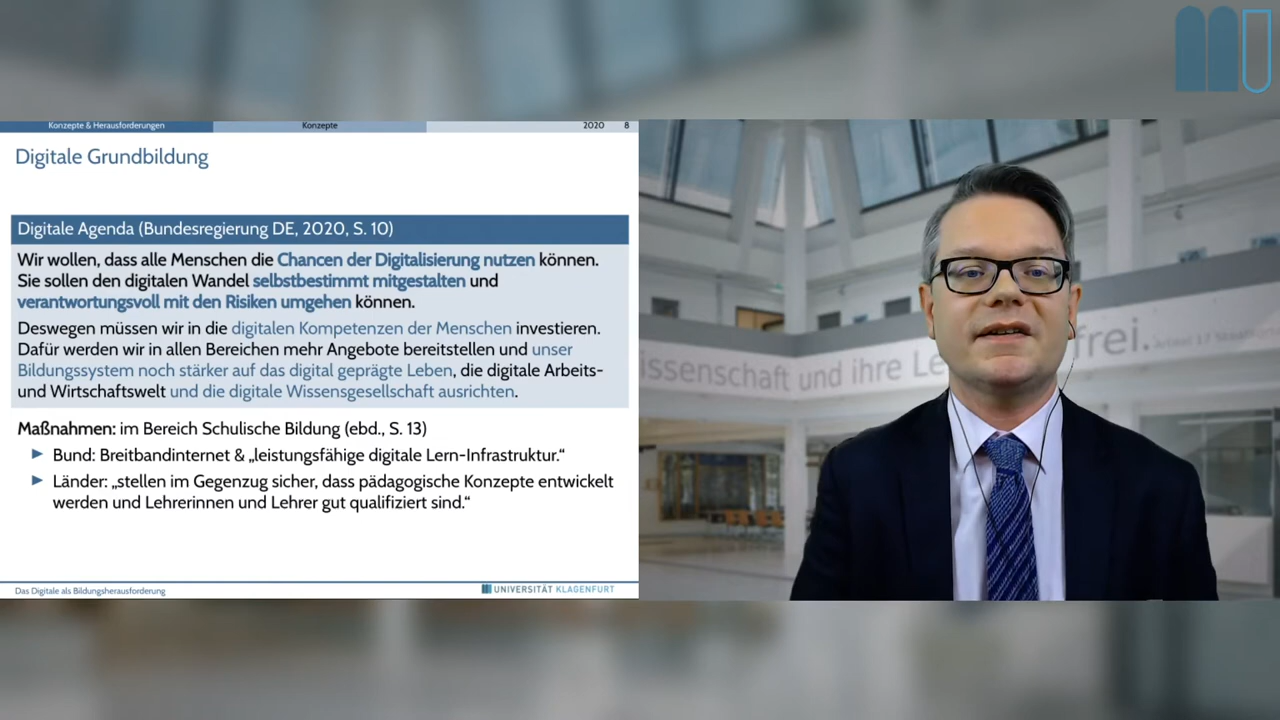 Konzepte & Herausforderungen
Konzepte
2020 8
Digitale Grundbildung
Digitale Agenda (Bundesregierung DE, 2020, S. 10)
Wir wollen, dass alle Menschen die Chancen der Digitalisierung nutzen können.
Sie sollen den digitalen Wandel selbstbestimmt mitgestalten und
verantwortungsvoll mit den Risiken umgehen können.
Deswegen müssen wir in die digitalen Kompetenzen der Menschen investieren.
Dafür werden wir in allen Bereichen mehr Angebote bereitstellen und unser
Bildungssystem noch stärker auf das digital geprägte Leben, die digitale Arbeits-
und Wirtschaftswelt und die digitale Wissensgesellschaft ausrichten.
Maßnahmen: im Bereich Schulische Bildung (ebd., S. 13)
Bund: Breitbandinternet & „leistungsfähige digitale Lern-Infrastruktur.“
Länder: „stellen im Gegenzug sicher, dass pädagogische Konzepte entwickelt
werden und Lehrerinnen und Lehrer gut qualifiziert sind.“
Das Digitale als Bildungsherausforderung
UNIVERSITÄT KLAGENFURT
issenschaft und ihre Le frei. Artikel 17